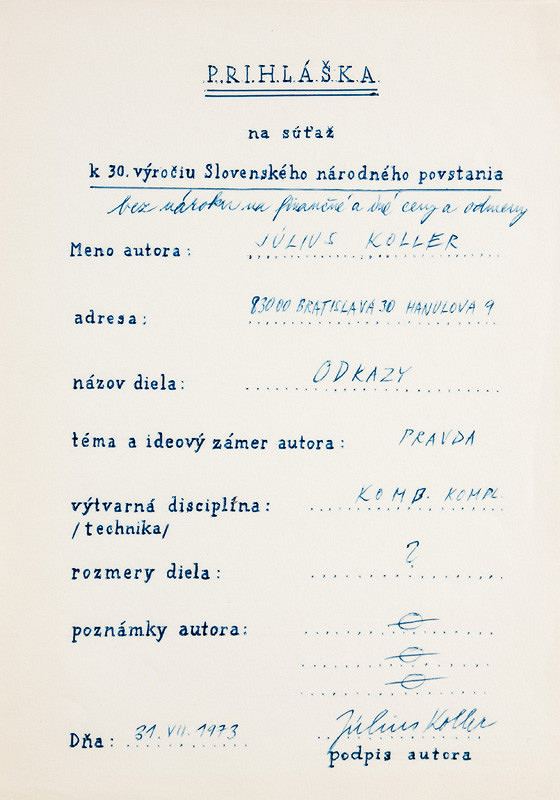 PRIHLÁŠKA
na súťaž
k 30. výročiu Slovenského národného povstania
bez nároku na finančné a iné ceny a odmeny
Meno autora: JÚLIUS KOLLER
adresa: 83000 BRATISLAVA 30 HANULOVA 9
názov diela: ODKAZY
téma a ideový zámer autora: PRAVDA
výtvarná disciplína: KOMB. KOMPL.
/technika/
rozmery diela: ?
poznámky autora:
Dňa: 31. VII. 1973 Július Koller
podpis autora